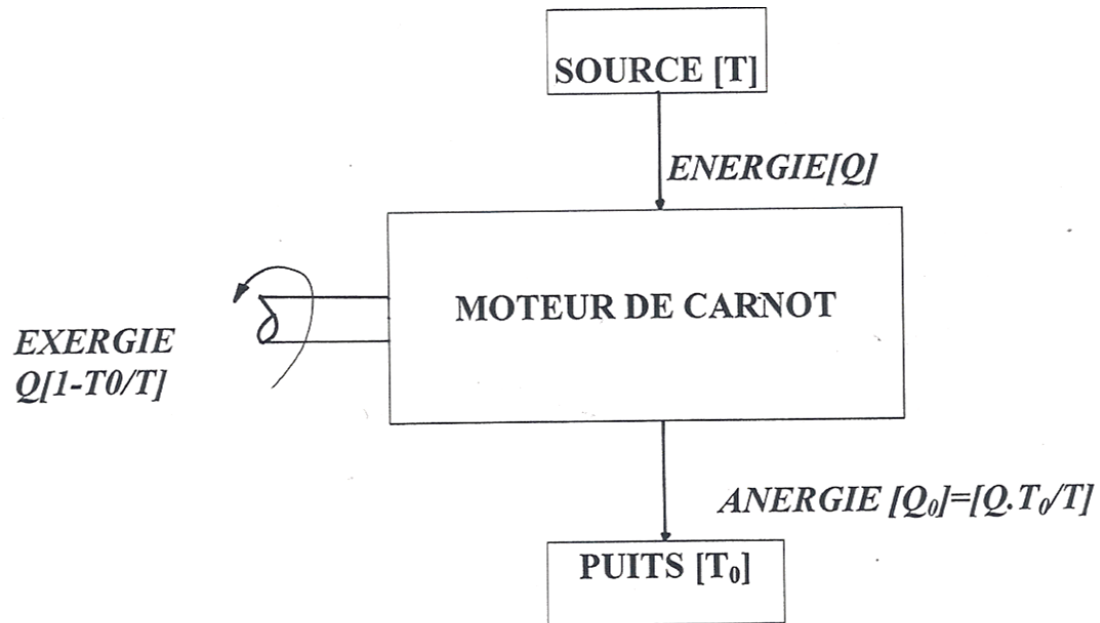 SOURCE [T]
ENERGIE[Q]
MOTEUR DE CARNOT
EXERGIE
Q[1-T0/T]
ANERGIE [Q₀]=[Q.T₀/T]
PUITS [T₀]